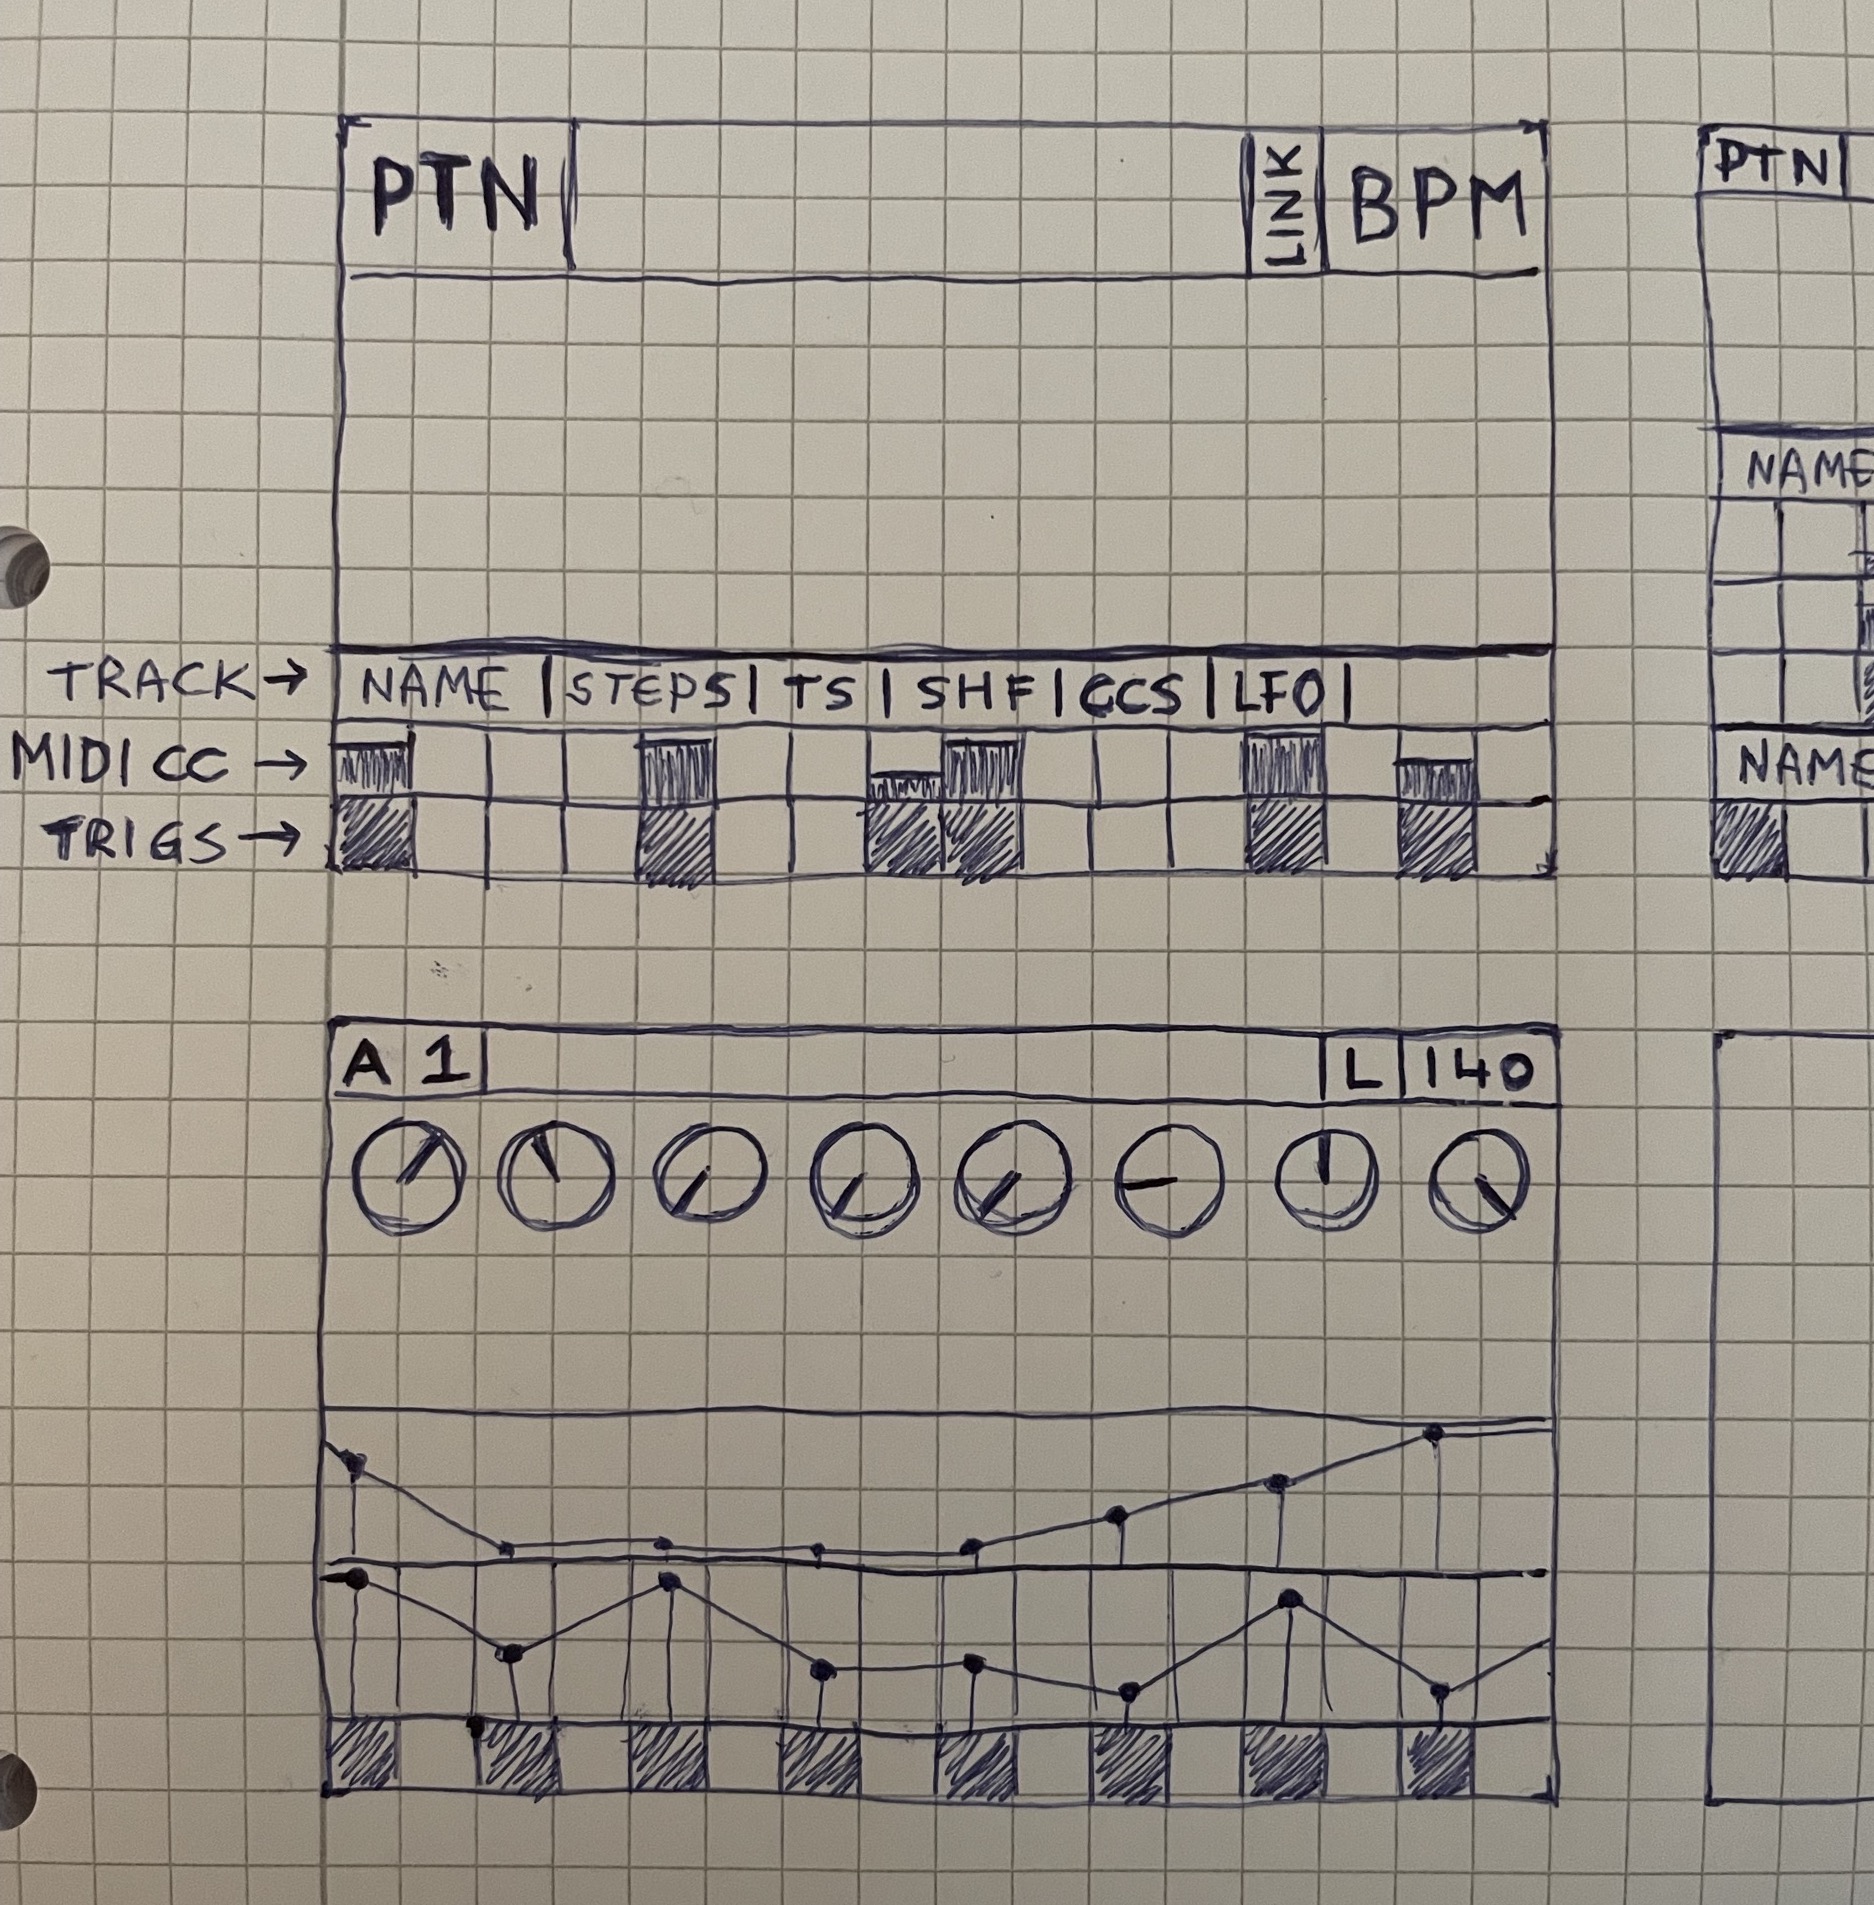 PTN LINK BPM
PTN
NAME
TRACK → NAME | STEPS | TS | SHF | CCS | LFO |
MIDI CC →
NAME
TRIGS →
A 1 L 140